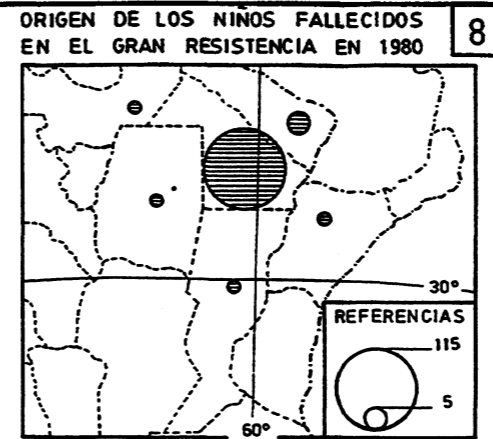 ORIGEN DE LOS NIÑOS FALLECIDOS
EN EL GRAN RESISTENCIA EN 1980
8
30°
REFERENCIAS
115
5
60°